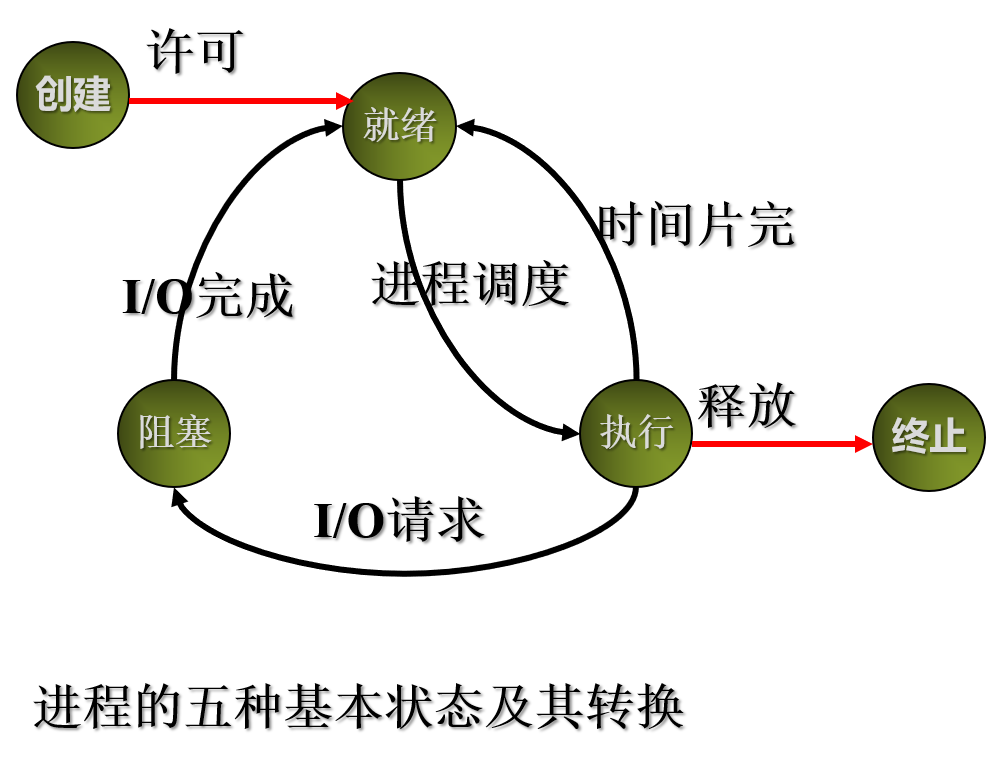 许可
创建
就绪
时间片完
进程调度
I/O完成
释放
阻塞
执行
终止
I/O请求
进程的五种基本状态及其转换